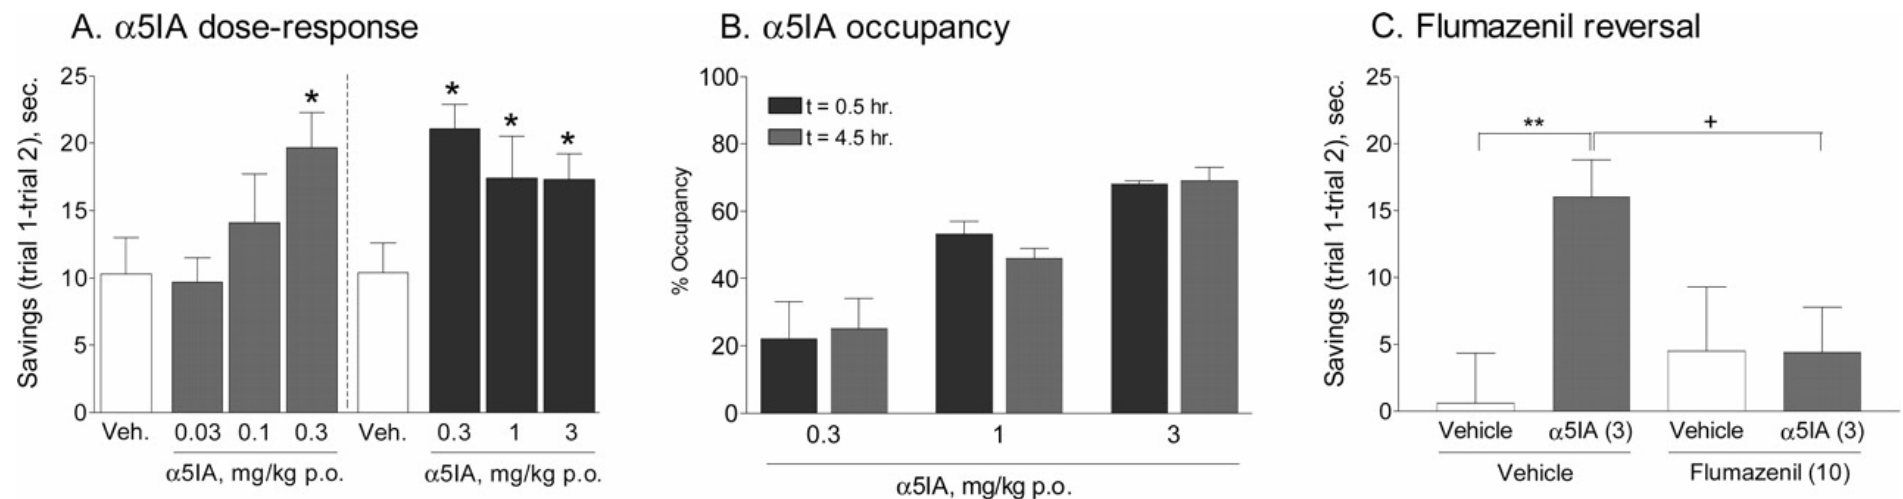 A. α5IA dose-response
Savings (trial 1-trial 2), sec.
25
20
15
10
5
0
*
*
*
*
Veh. 0.03 0.1 0.3 Veh. 0.3 1 3
α5IA, mg/kg p.o. α5IA, mg/kg p.o.
B. α5IA occupancy
% Occupancy
100
80
60
40
20
0
t = 0.5 hr.
t = 4.5 hr.
0.3 1 3
α5IA, mg/kg p.o.
C. Flumazenil reversal
Savings (trial 1-trial 2), sec.
25
20
15
10
5
0
** +
Vehicle α5IA (3) Vehicle α5IA (3)
Vehicle Flumazenil (10)